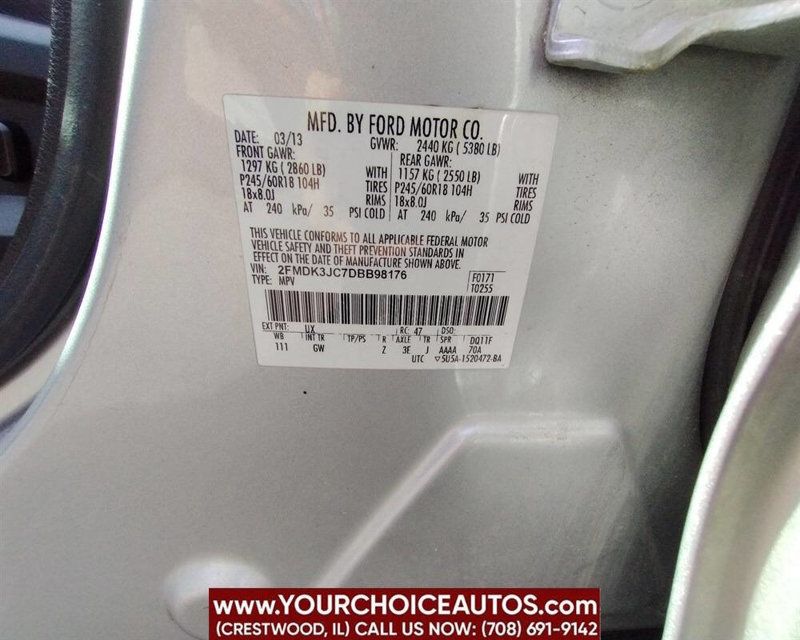 MFD. BY FORD MOTOR CO.
DATE: 03/13 GVWR: 2440 KG ( 5380 LB)
FRONT GAWR: REAR GAWR:
1297 KG ( 2860 LB) WITH 1157 KG ( 2550 LB) WITH
P245/60R18 104H TIRES P245/60R18 104H TIRES
18x8.0J RIMS 18x8.0J RIMS
AT 240 kPa/ 35 PSI COLD AT 240 kPa/ 35 PSI COLD
THIS VEHICLE CONFORMS TO ALL APPLICABLE FEDERAL MOTOR
VEHICLE SAFETY AND THEFT PREVENTION STANDARDS IN
EFFECT ON THE DATE OF MANUFACTURE SHOWN ABOVE.
VIN: 2FMDK3JC7DBB98176 F0171
TYPE: MPV T0255
EXT PNT: UX RC: 47 DSO:
WB INT TR TP/PS R AXLE TR SPR DQ11F
111 GW Z 3E J AAAA 70A
UTC ▽5U5A-1520472-BA
www.YOURCHOICEAUTOS.com
(CRESTWOOD, IL) CALL US NOW: (708) 691-9142